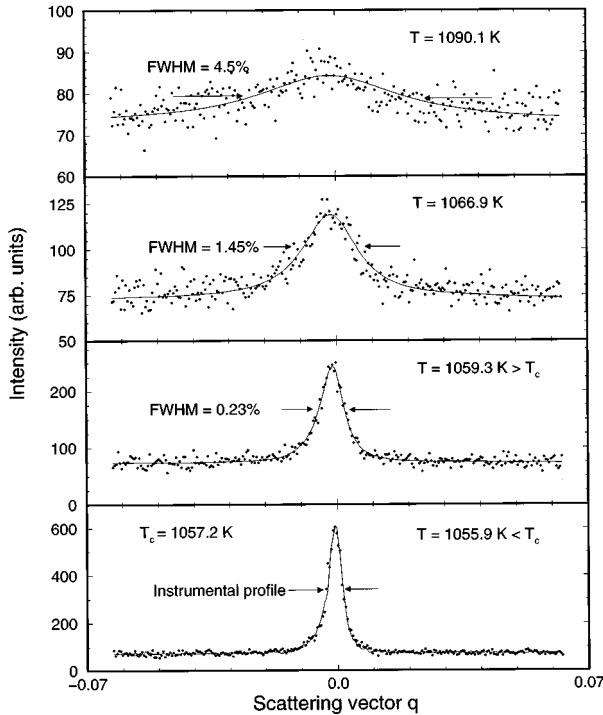 100
T = 1090.1 K
90
FWHM = 4.5%
80
70
60
125
T = 1066.9 K
FWHM = 1.45%
100
75
50
T = 1059.3 K > Tc
200
FWHM = 0.23%
100
0
Tc = 1057.2 K
T = 1055.9 K < Tc
600
400
Instrumental profile
200
0
-0.07
0.0
0.07
Scattering vector q
Intensity (arb. units)